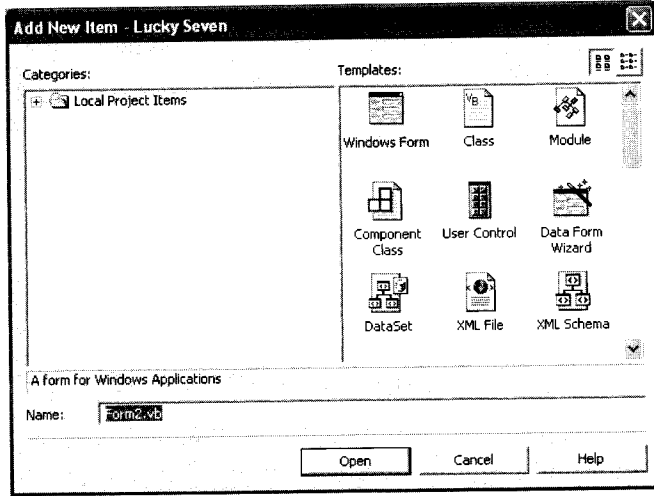 Add New Item - Lucky Seven
Categories:
Templates:
Local Project Items
Windows Form
Class
Module
Component
Class
User Control
Data Form
Wizard
DataSet
XML File
XML Schema
A form for Windows Applications
Name:
Form2.vb
Open
Cancel
Help